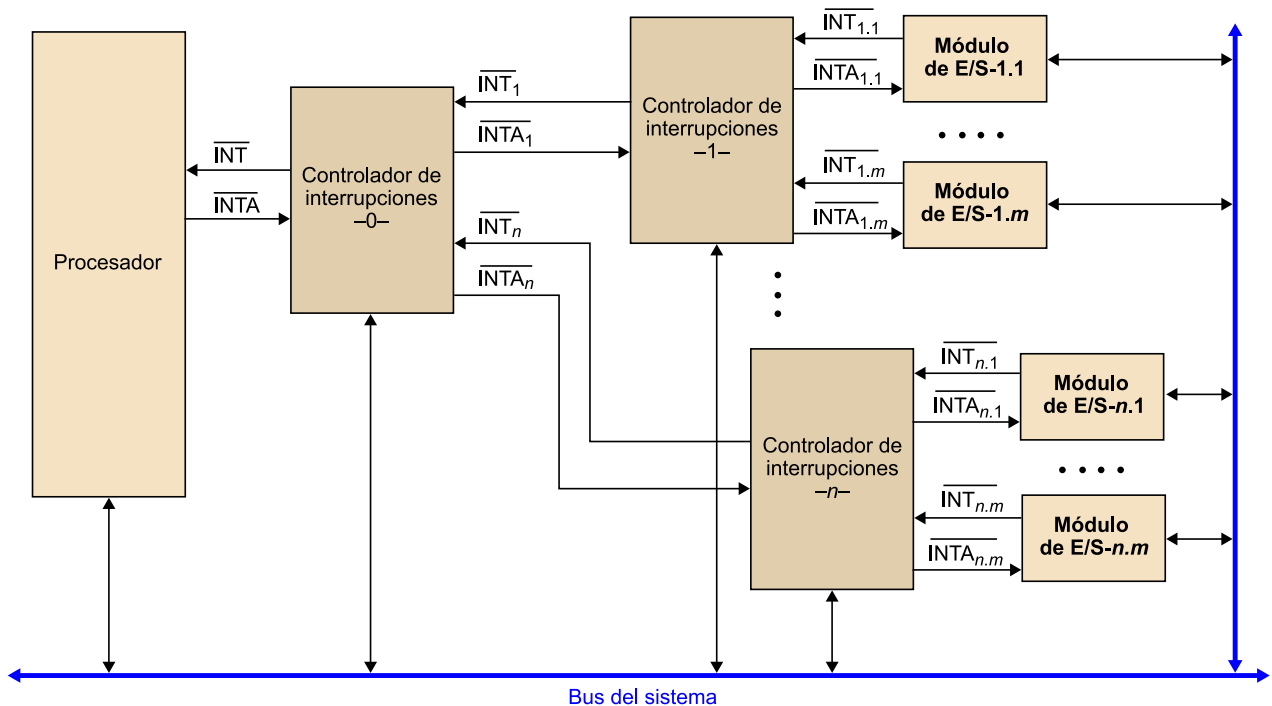 Procesador
INT
INTA
Controlador de
interrupciones
–0–
INT1
INTA1
INTn
INTAn
Controlador de
interrupciones
–1–
INT1.1
INTA1.1
INT1.m
INTA1.m
Módulo
de E/S-1.1
Módulo
de E/S-1.m
Controlador de
interrupciones
–n–
INTn.1
INTAn.1
INTn.m
INTAn.m
Módulo
de E/S-n.1
Módulo
de E/S-n.m
Bus del sistema